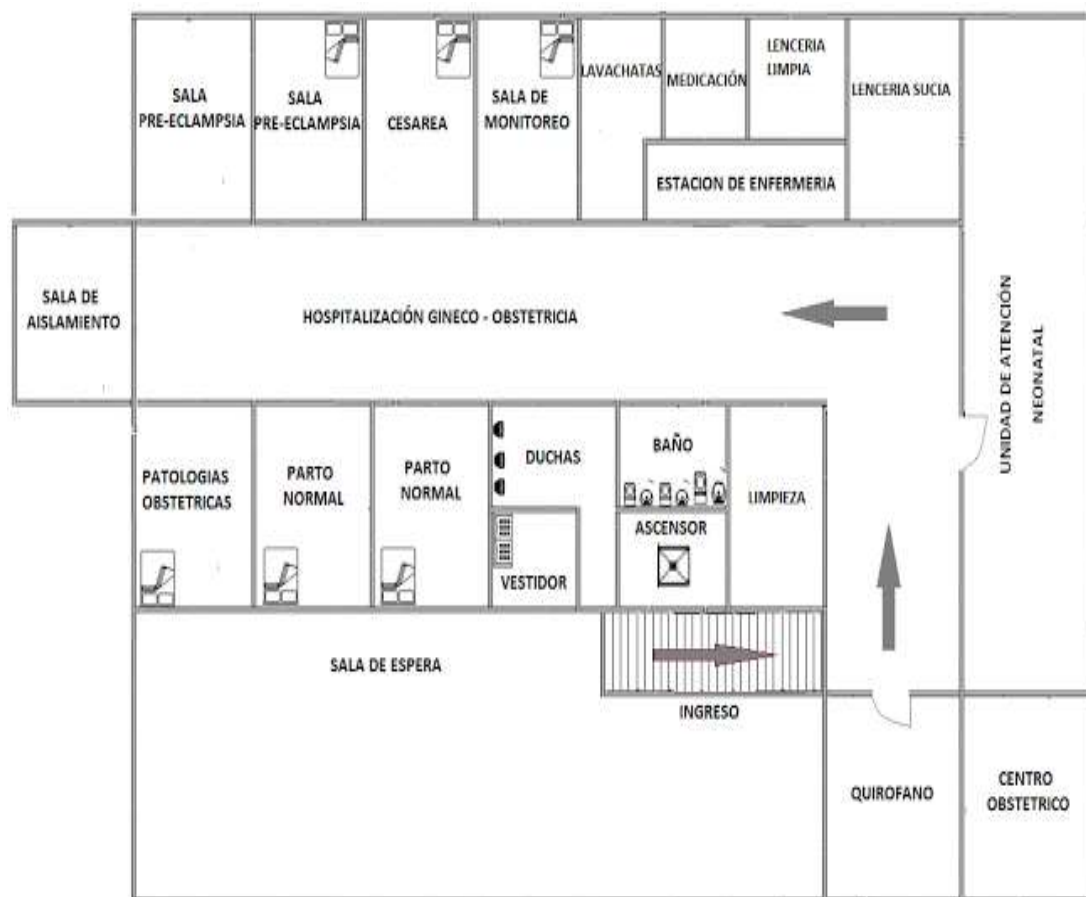 SALA
PRE-ECLAMPSIA
SALA
PRE-ECLAMPSIA
CESAREA
SALA DE
MONITOREO
LAVACHATAS
MEDICACIÓN
LENCERIA
LIMPIA
LENCERIA SUCIA
ESTACION DE ENFERMERIA
SALA DE
AISLAMIENTO
HOSPITALIZACIÓN GINECO - OBSTETRICIA
UNIDAD DE ATENCIÓN
NEONATAL
PATOLOGIAS
OBSTETRICAS
PARTO
NORMAL
PARTO
NORMAL
DUCHAS
BAÑO
LIMPIEZA
ASCENSOR
VESTIDOR
SALA DE ESPERA
INGRESO
QUIROFANO
CENTRO
OBSTETRICO